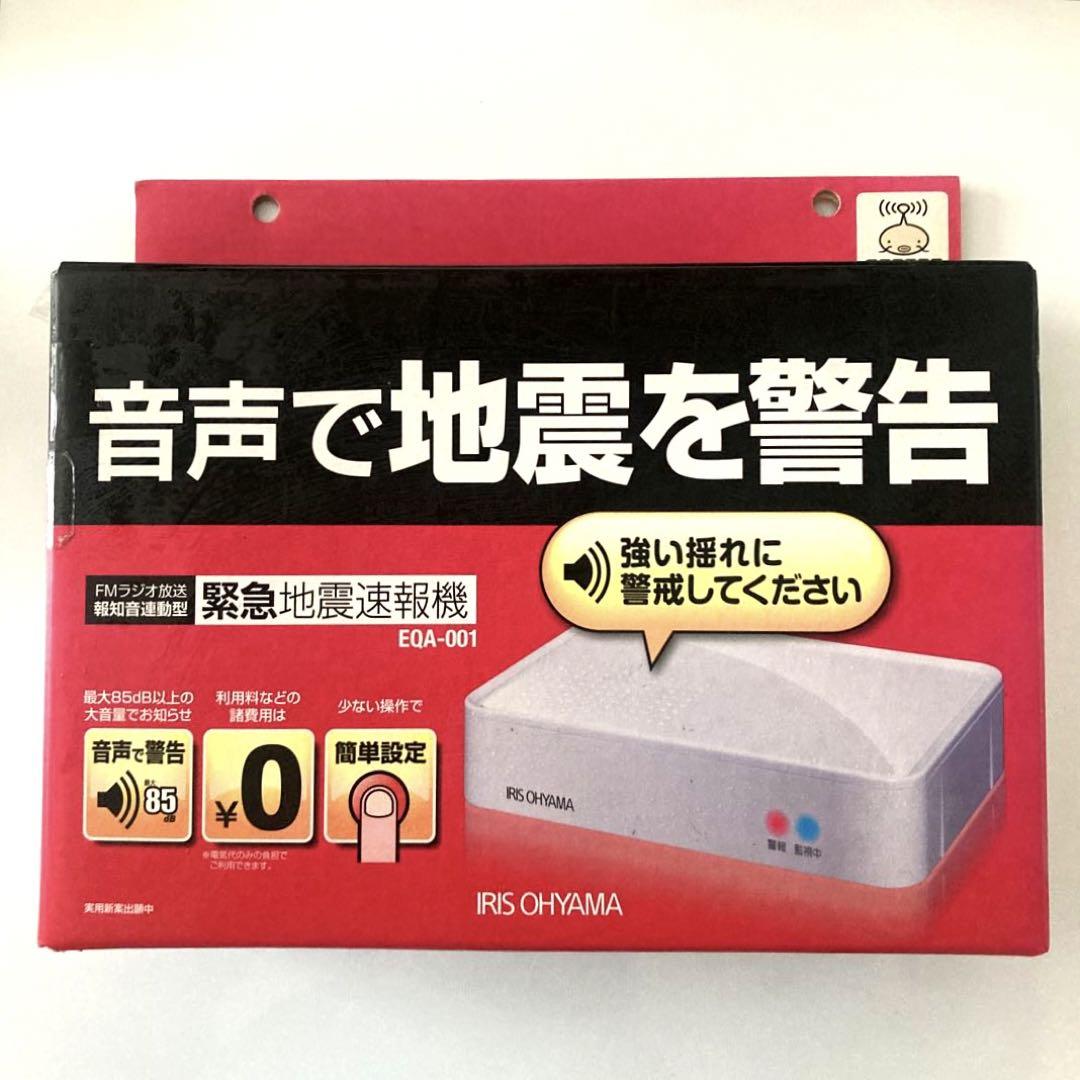 音声で地震を警告
強い揺れに
警戒してください
FMラジオ放送
報知音連動型
緊急地震速報機
EQA-001
最大85dB以上の
大音量でお知らせ
音声で警告
最大
85
dB
利用料などの
諸費用は
¥0
※電気代のみの負担で
ご利用できます。
少ない操作で
簡単設定
IRIS OHYAMA
警報 監視中
実用新案出願中
IRIS OHYAMA